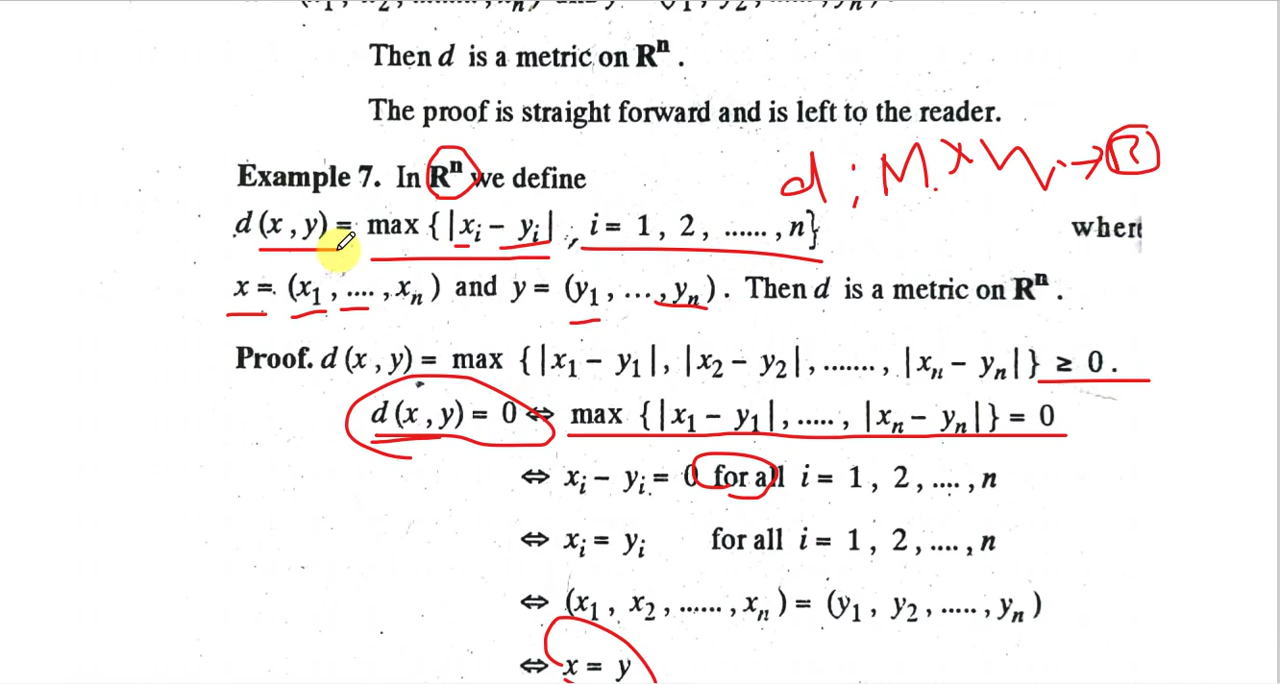 Then d is a metric on Rⁿ .
The proof is straight forward and is left to the reader.
d ; M × M → R
Example 7. In Rⁿ we define
d (x , y) = max { |xᵢ − yᵢ| , i = 1 , 2 , ...... , n} where
x = (x₁ , .... , xₙ) and y = (y₁ , ... , yₙ) . Then d is a metric on Rⁿ .
Proof. d (x , y) = max { |x₁ − y₁| , |x₂ − y₂| , ....... , |xₙ − yₙ| } ≥ 0 .
d (x , y) = 0 ⇔ max { |x₁ − y₁| , ..... , |xₙ − yₙ| } = 0
⇔ xᵢ − yᵢ = 0 for all i = 1 , 2 , .... , n
⇔ xᵢ = yᵢ for all i = 1 , 2 , .... , n
⇔ (x₁ , x₂ , ...... , xₙ ) = (y₁ , y₂ , ..... , yₙ )
⇔ x = y